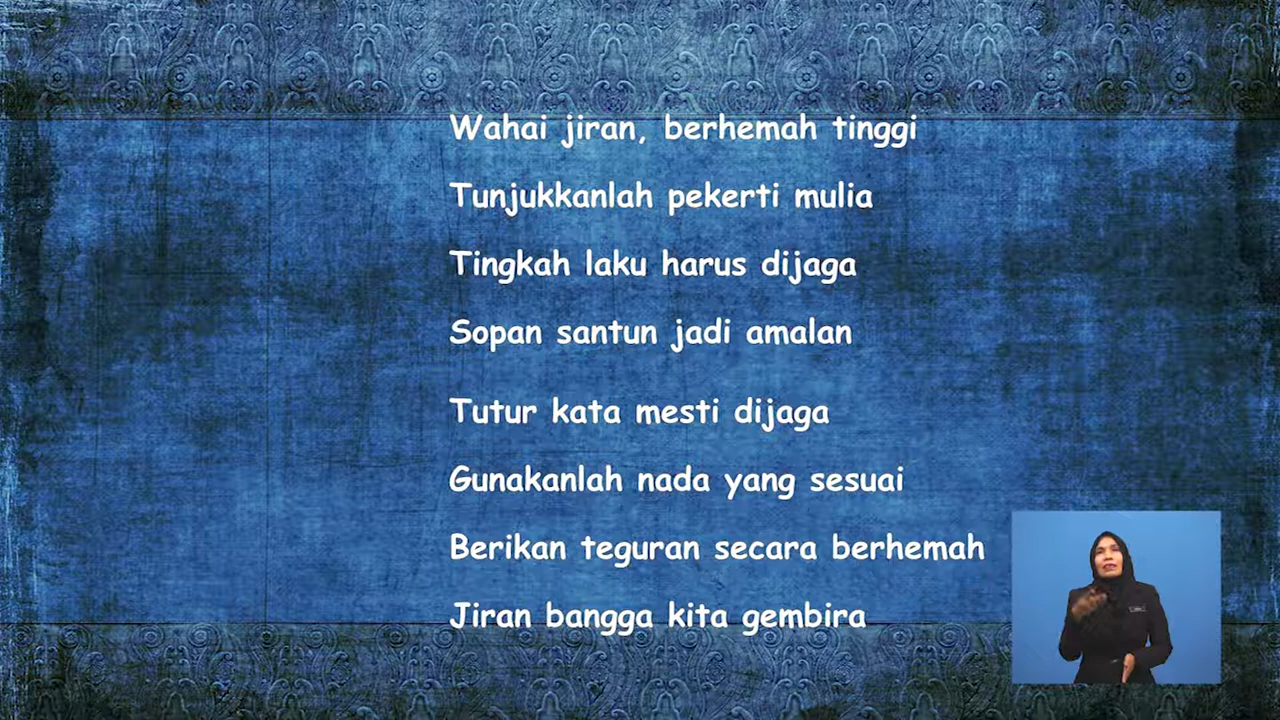 Wahai jiran, berhemah tinggi
Tunjukkanlah pekerti mulia
Tingkah laku harus dijaga
Sopan santun jadi amalan
Tutur kata mesti dijaga
Gunakanlah nada yang sesuai
Berikan teguran secara berhemah
Jiran bangga kita gembira